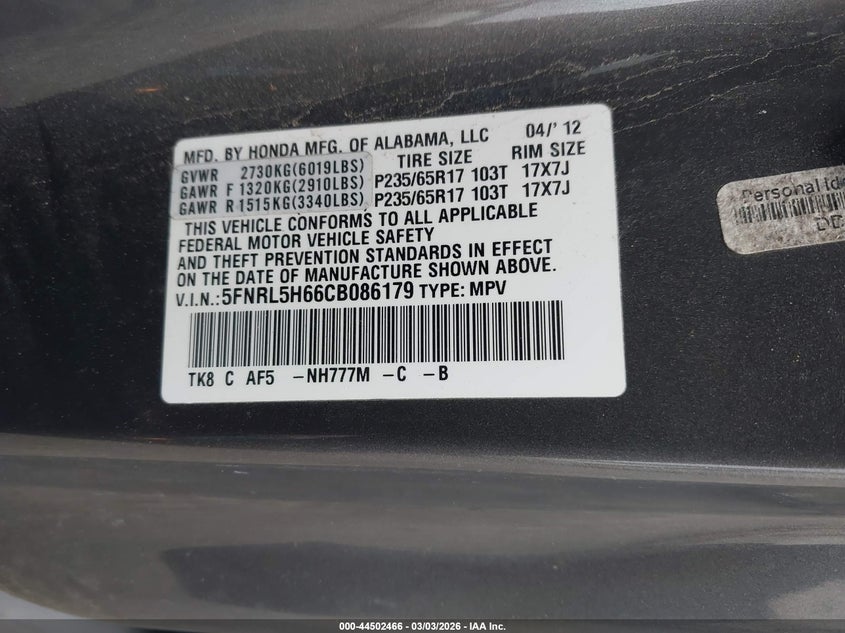 MFD. BY HONDA MFG. OF ALABAMA, LLC 04/' 12
GVWR 2730KG(6019LBS) TIRE SIZE RIM SIZE
GAWR F 1320KG(2910LBS) P235/65R17 103T 17X7J
GAWR R 1515KG(3340LBS) P235/65R17 103T 17X7J
THIS VEHICLE CONFORMS TO ALL APPLICABLE
FEDERAL MOTOR VEHICLE SAFETY
AND THEFT PREVENTION STANDARDS IN EFFECT
ON THE DATE OF MANUFACTURE SHOWN ABOVE.
V.I.N.:5FNRL5H66CB086179 TYPE: MPV
TK8 C AF5 -NH777M -C -B
Personal
000-44502466 - 03/03/2026 - IAA Inc.